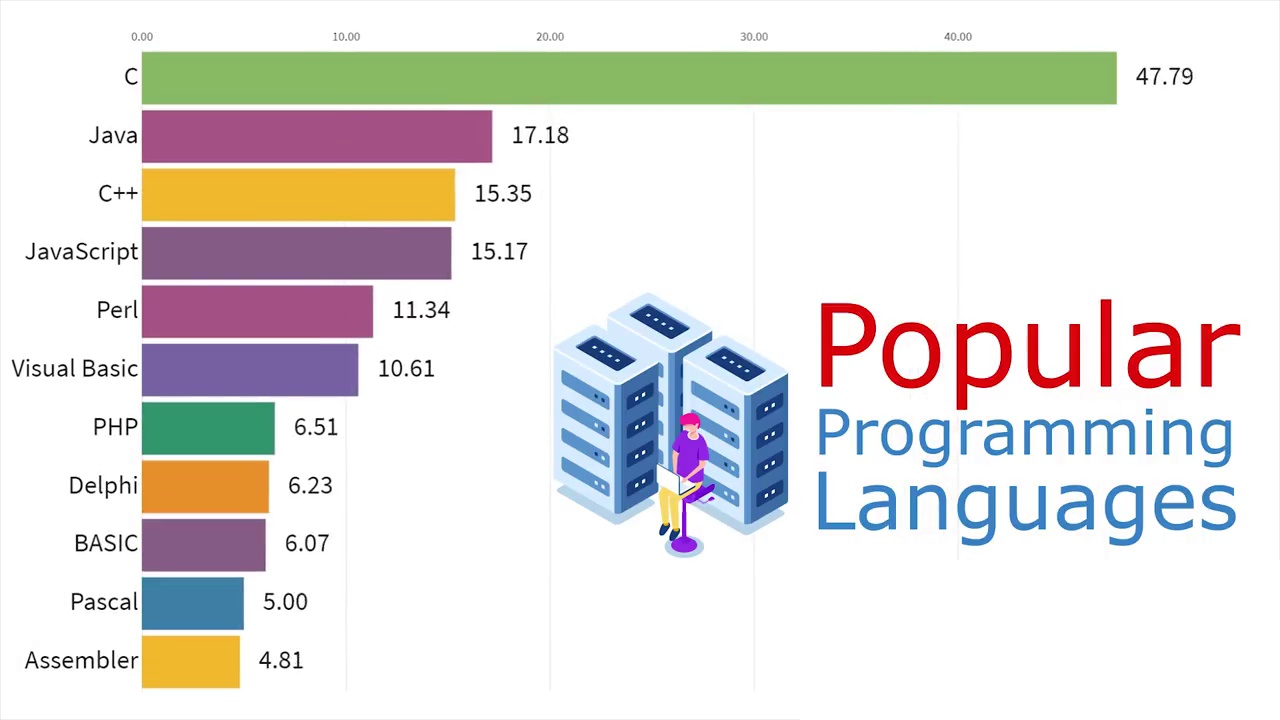 0.00 10.00 20.00 30.00 40.00
C 47.79
Java 17.18
C++ 15.35
JavaScript 15.17
Perl 11.34
Visual Basic 10.61
PHP 6.51
Delphi 6.23
BASIC 6.07
Pascal 5.00
Assembler 4.81
Popular
Programming
Languages